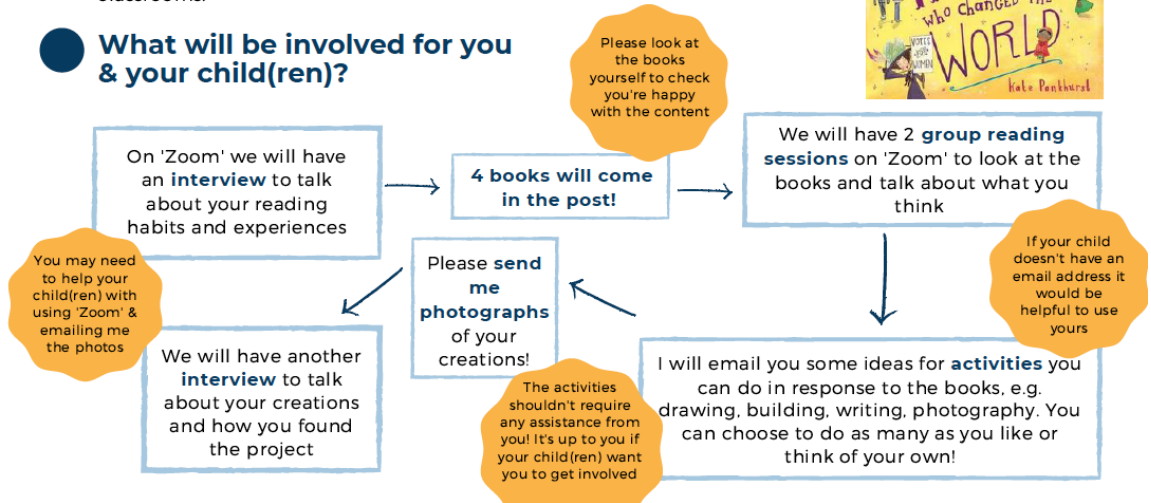 What will be involved for you
& your child(ren)?
Please look at
the books
yourself to check
you're happy
with the content
who changed the
WORLD
VOTES
WOMEN
Kate Pankhurst
On 'Zoom' we will have
an interview to talk
about your reading
habits and experiences
4 books will come
in the post!
We will have 2 group reading
sessions on 'Zoom' to look at the
books and talk about what you
think
If your child
doesn't have an
email address it
would be
helpful to use
yours
You may need
to help your
child(ren) with
using 'Zoom' &
emailing me
the photos
I will email you some ideas for activities you
can do in response to the books, e.g.
drawing, building, writing, photography. You
can choose to do as many as you like or
think of your own!
The activities
shouldn't require
any assistance from
you! It's up to you if
your child(ren) want
you to get involved
Please send
me
photographs
of your
creations!
We will have another
interview to talk
about your creations
and how you found
the project